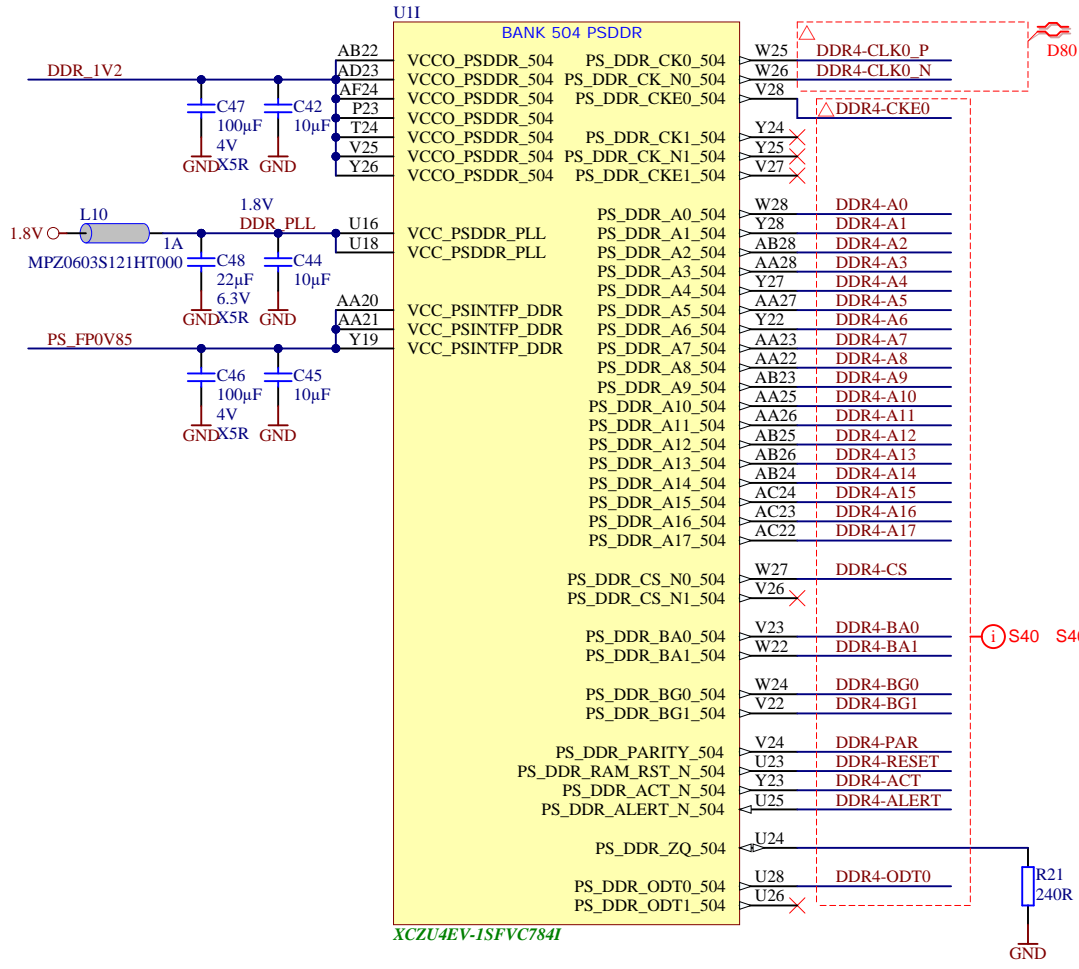 U1I
BANK 504 PSDDR
DDR_1V2
AB22 VCCO_PSDDR_504
AD23 VCCO_PSDDR_504
AF24 VCCO_PSDDR_504
P23 VCCO_PSDDR_504
T24 VCCO_PSDDR_504
V25 VCCO_PSDDR_504
Y26 VCCO_PSDDR_504
C47
100µF
4V
X5R
GND
C42
10µF
GND
1.8V
L10
1A
MPZ0603S121HT000
1.8V
DDR_PLL
U16 VCC_PSDDR_PLL
U18 VCC_PSDDR_PLL
C48
22µF
6.3V
X5R
GND
C44
10µF
GND
AA20 VCC_PSINTFP_DDR
AA21 VCC_PSINTFP_DDR
Y19 VCC_PSINTFP_DDR
PS_FP0V85
C46
100µF
4V
X5R
GND
C45
10µF
GND
PS_DDR_CK0_504 W25 DDR4-CLK0_P
PS_DDR_CK_N0_504 W26 DDR4-CLK0_N
PS_DDR_CKE0_504 V28 DDR4-CKE0
PS_DDR_CK1_504 Y24
PS_DDR_CK_N1_504 Y25
PS_DDR_CKE1_504 V27
PS_DDR_A0_504 W28 DDR4-A0
PS_DDR_A1_504 Y28 DDR4-A1
PS_DDR_A2_504 AB28 DDR4-A2
PS_DDR_A3_504 AA28 DDR4-A3
PS_DDR_A4_504 Y27 DDR4-A4
PS_DDR_A5_504 AA27 DDR4-A5
PS_DDR_A6_504 Y22 DDR4-A6
PS_DDR_A7_504 AA23 DDR4-A7
PS_DDR_A8_504 AA22 DDR4-A8
PS_DDR_A9_504 AB23 DDR4-A9
PS_DDR_A10_504 AA25 DDR4-A10
PS_DDR_A11_504 AA26 DDR4-A11
PS_DDR_A12_504 AB25 DDR4-A12
PS_DDR_A13_504 AB26 DDR4-A13
PS_DDR_A14_504 AB24 DDR4-A14
PS_DDR_A15_504 AC24 DDR4-A15
PS_DDR_A16_504 AC23 DDR4-A16
PS_DDR_A17_504 AC22 DDR4-A17
PS_DDR_CS_N0_504 W27 DDR4-CS
PS_DDR_CS_N1_504 V26
PS_DDR_BA0_504 V23 DDR4-BA0
PS_DDR_BA1_504 W22 DDR4-BA1
PS_DDR_BG0_504 W24 DDR4-BG0
PS_DDR_BG1_504 V22 DDR4-BG1
PS_DDR_PARITY_504 V24 DDR4-PAR
PS_DDR_RAM_RST_N_504 U23 DDR4-RESET
PS_DDR_ACT_N_504 Y23 DDR4-ACT
PS_DDR_ALERT_N_504 U25 DDR4-ALERT
PS_DDR_ZQ_504 U24
PS_DDR_ODT0_504 U28 DDR4-ODT0
PS_DDR_ODT1_504 U26
D80
i S40
R21
240R
GND
XCZU4EV-1SFVC784I